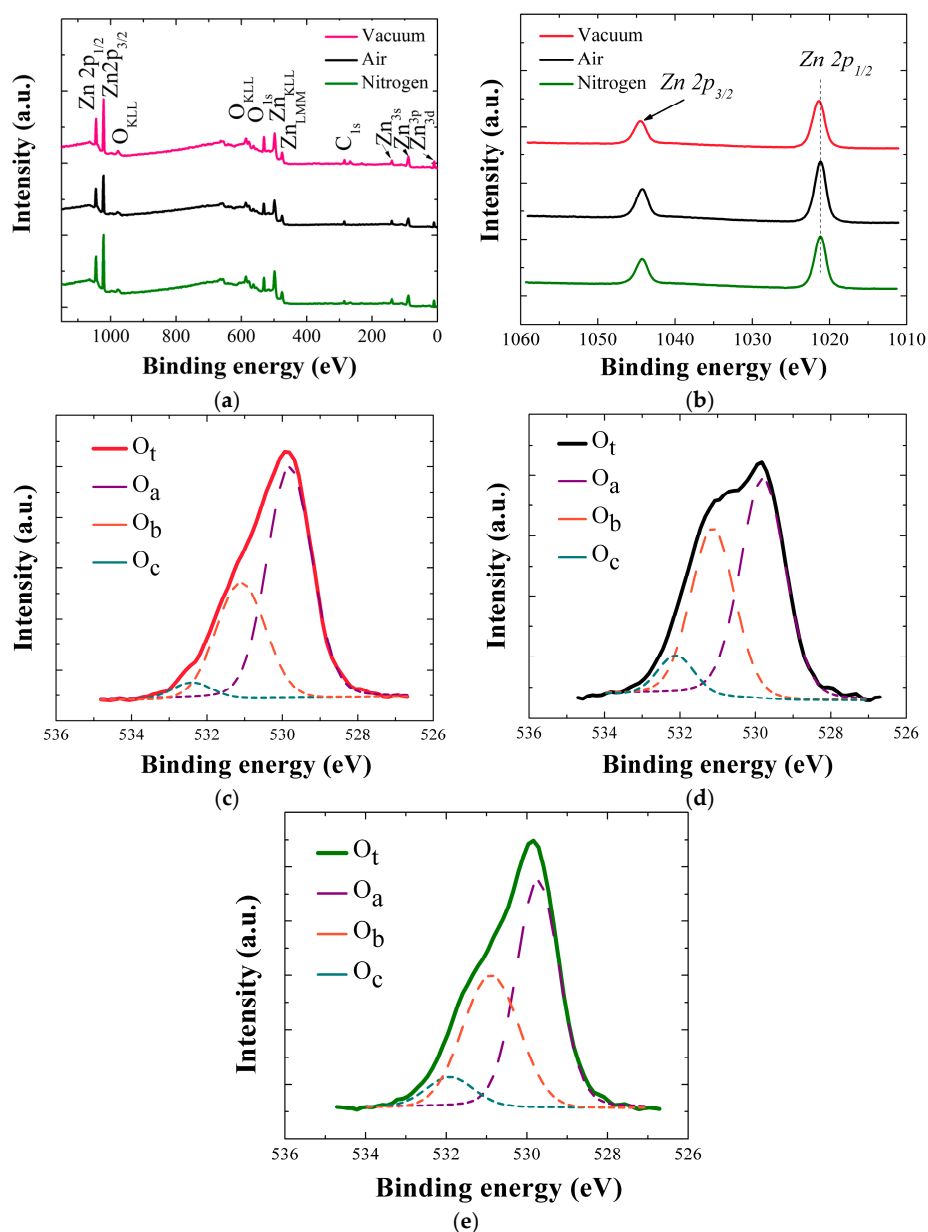 Intensity (a.u.)
Vacuum
Air
Nitrogen
Zn 2p1/2
Zn2p3/2
OKLL
OKLL
O1s
ZnKLL
ZnLMM
C1s
Zn3s
Zn3p
Zn3d
1000 800 600 400 200 0
Binding energy (eV)
(a)
Intensity (a.u.)
Vacuum
Air
Nitrogen
Zn 2p3/2
Zn 2p1/2
1060 1050 1040 1030 1020 1010
Binding energy (eV)
(b)
Intensity (a.u.)
Ot
Oa
Ob
Oc
536 534 532 530 528 526
Binding energy (eV)
(c)
Intensity (a.u.)
Ot
Oa
Ob
Oc
536 534 532 530 528 526
Binding energy (eV)
(d)
Intensity (a.u.)
Ot
Oa
Ob
Oc
536 534 532 530 528 526
Binding energy (eV)
(e)